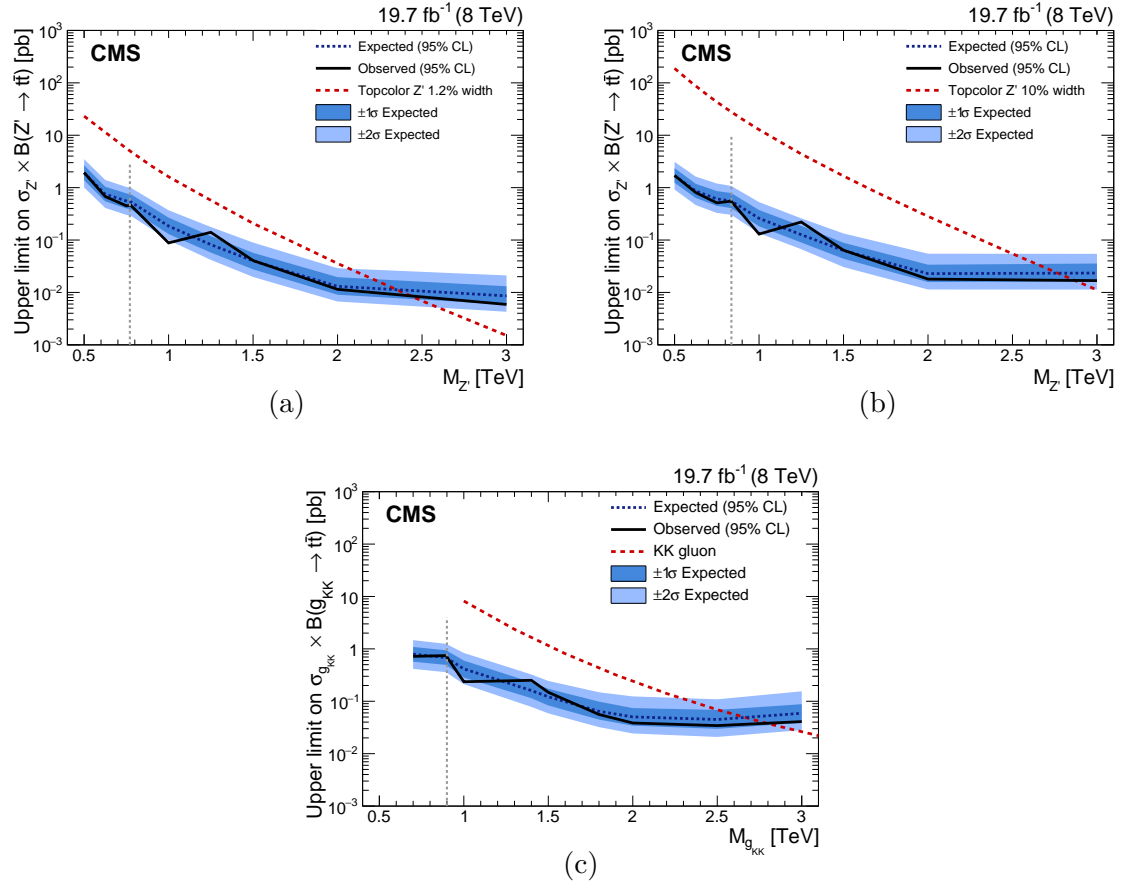 19.7 fb⁻¹ (8 TeV)
CMS
Expected (95% CL)
Observed (95% CL)
Topcolor Z' 1.2% width
±1σ Expected
±2σ Expected
Upper limit on σ_Z' × B(Z' → tt̄) [pb]
10³
10²
10
1
10⁻¹
10⁻²
10⁻³
0.5 1 1.5 2 2.5 3
M_Z' [TeV]
(a)
19.7 fb⁻¹ (8 TeV)
CMS
Expected (95% CL)
Observed (95% CL)
Topcolor Z' 10% width
±1σ Expected
±2σ Expected
Upper limit on σ_Z' × B(Z' → tt̄) [pb]
10³
10²
10
1
10⁻¹
10⁻²
10⁻³
0.5 1 1.5 2 2.5 3
M_Z' [TeV]
(b)
19.7 fb⁻¹ (8 TeV)
CMS
Expected (95% CL)
Observed (95% CL)
KK gluon
±1σ Expected
±2σ Expected
Upper limit on σ_g_KK × B(g_KK → tt̄) [pb]
10³
10²
10
1
10⁻¹
10⁻²
10⁻³
0.5 1 1.5 2 2.5 3
M_g_KK [TeV]
(c)